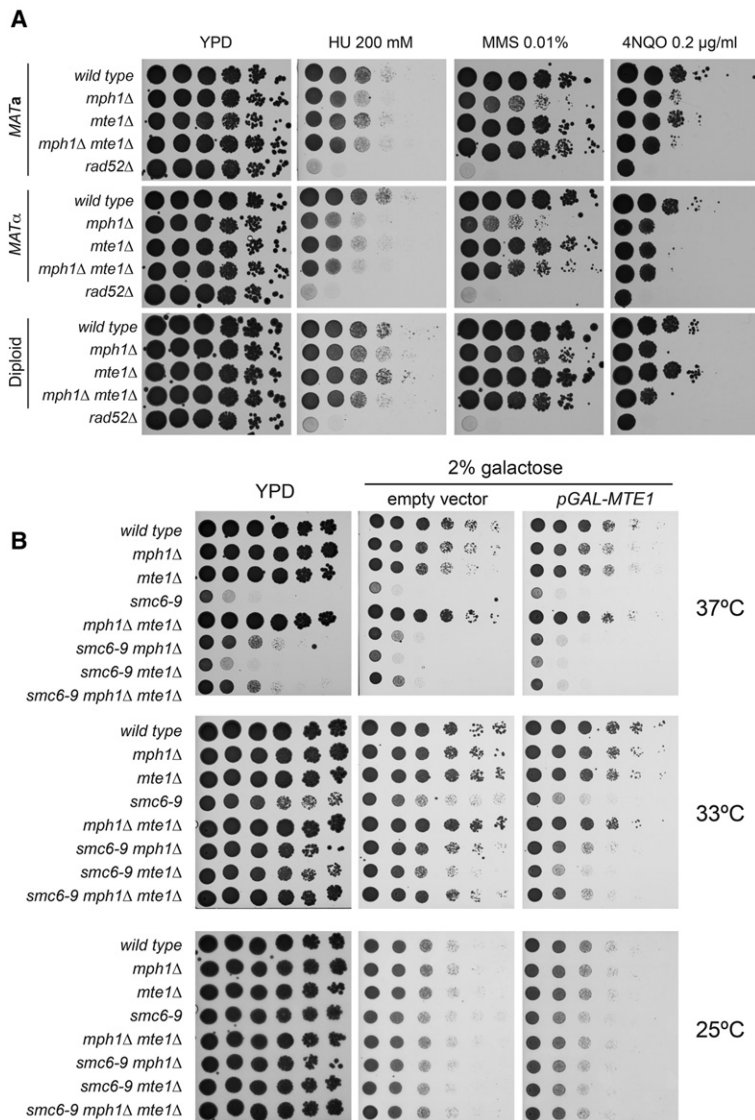 A
YPD
HU 200 mM
MMS 0.01%
4NQO 0.2 µg/ml
MATa
wild type
mph1Δ
mte1Δ
mph1Δ mte1Δ
rad52Δ
MATα
wild type
mph1Δ
mte1Δ
mph1Δ mte1Δ
rad52Δ
Diploid
wild type
mph1Δ
mte1Δ
mph1Δ mte1Δ
rad52Δ
B
YPD
2% galactose
empty vector
pGAL-MTE1
wild type
mph1Δ
mte1Δ
smc6-9
mph1Δ mte1Δ
smc6-9 mph1Δ
smc6-9 mte1Δ
smc6-9 mph1Δ mte1Δ
37ºC
wild type
mph1Δ
mte1Δ
smc6-9
mph1Δ mte1Δ
smc6-9 mph1Δ
smc6-9 mte1Δ
smc6-9 mph1Δ mte1Δ
33ºC
wild type
mph1Δ
mte1Δ
smc6-9
mph1Δ mte1Δ
smc6-9 mph1Δ
smc6-9 mte1Δ
smc6-9 mph1Δ mte1Δ
25ºC